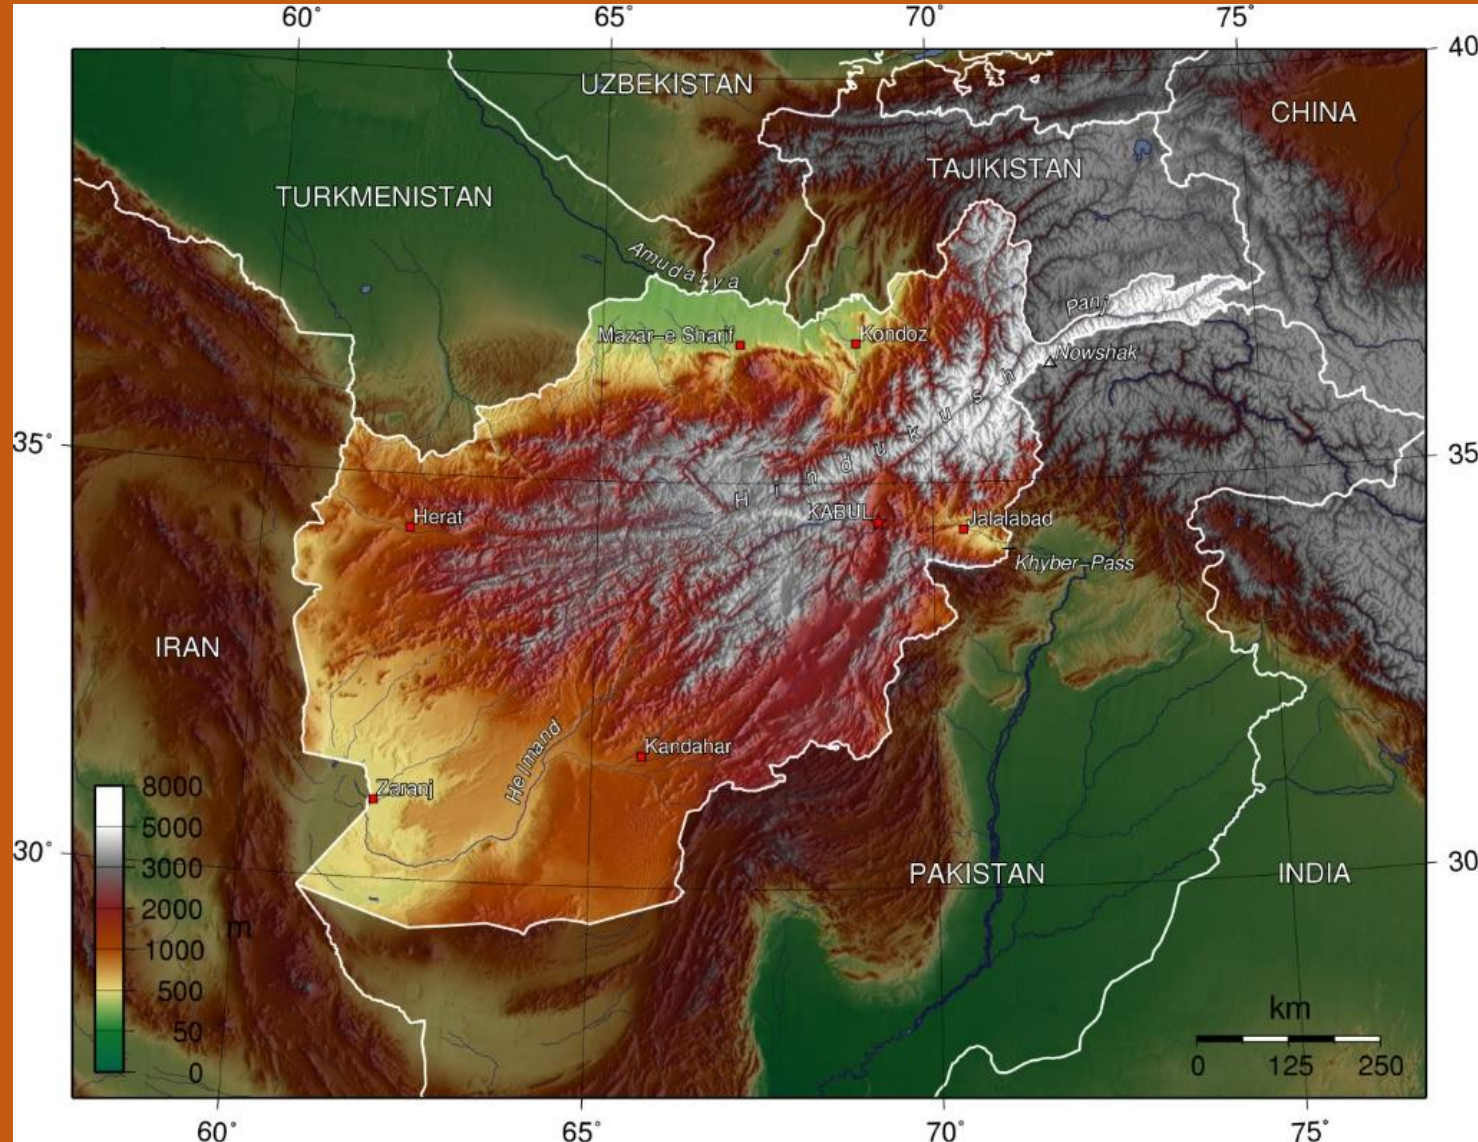 60°
65°
70°
75°
40
UZBEKISTAN
CHINA
TAJIKISTAN
TURKMENISTAN
Amudarya
Panj
Mazar-e Sharif
Kondoz
Nowshak
35°
35
Hindukush
Herat
KABUL
Jalalabad
Khyber-Pass
IRAN
Helmand
Kandahar
Zaranj
8000
5000
30°
30
3000
PAKISTAN
INDIA
2000
m
1000
500
km
50
0
0
125
250
60°
65°
70°
75°